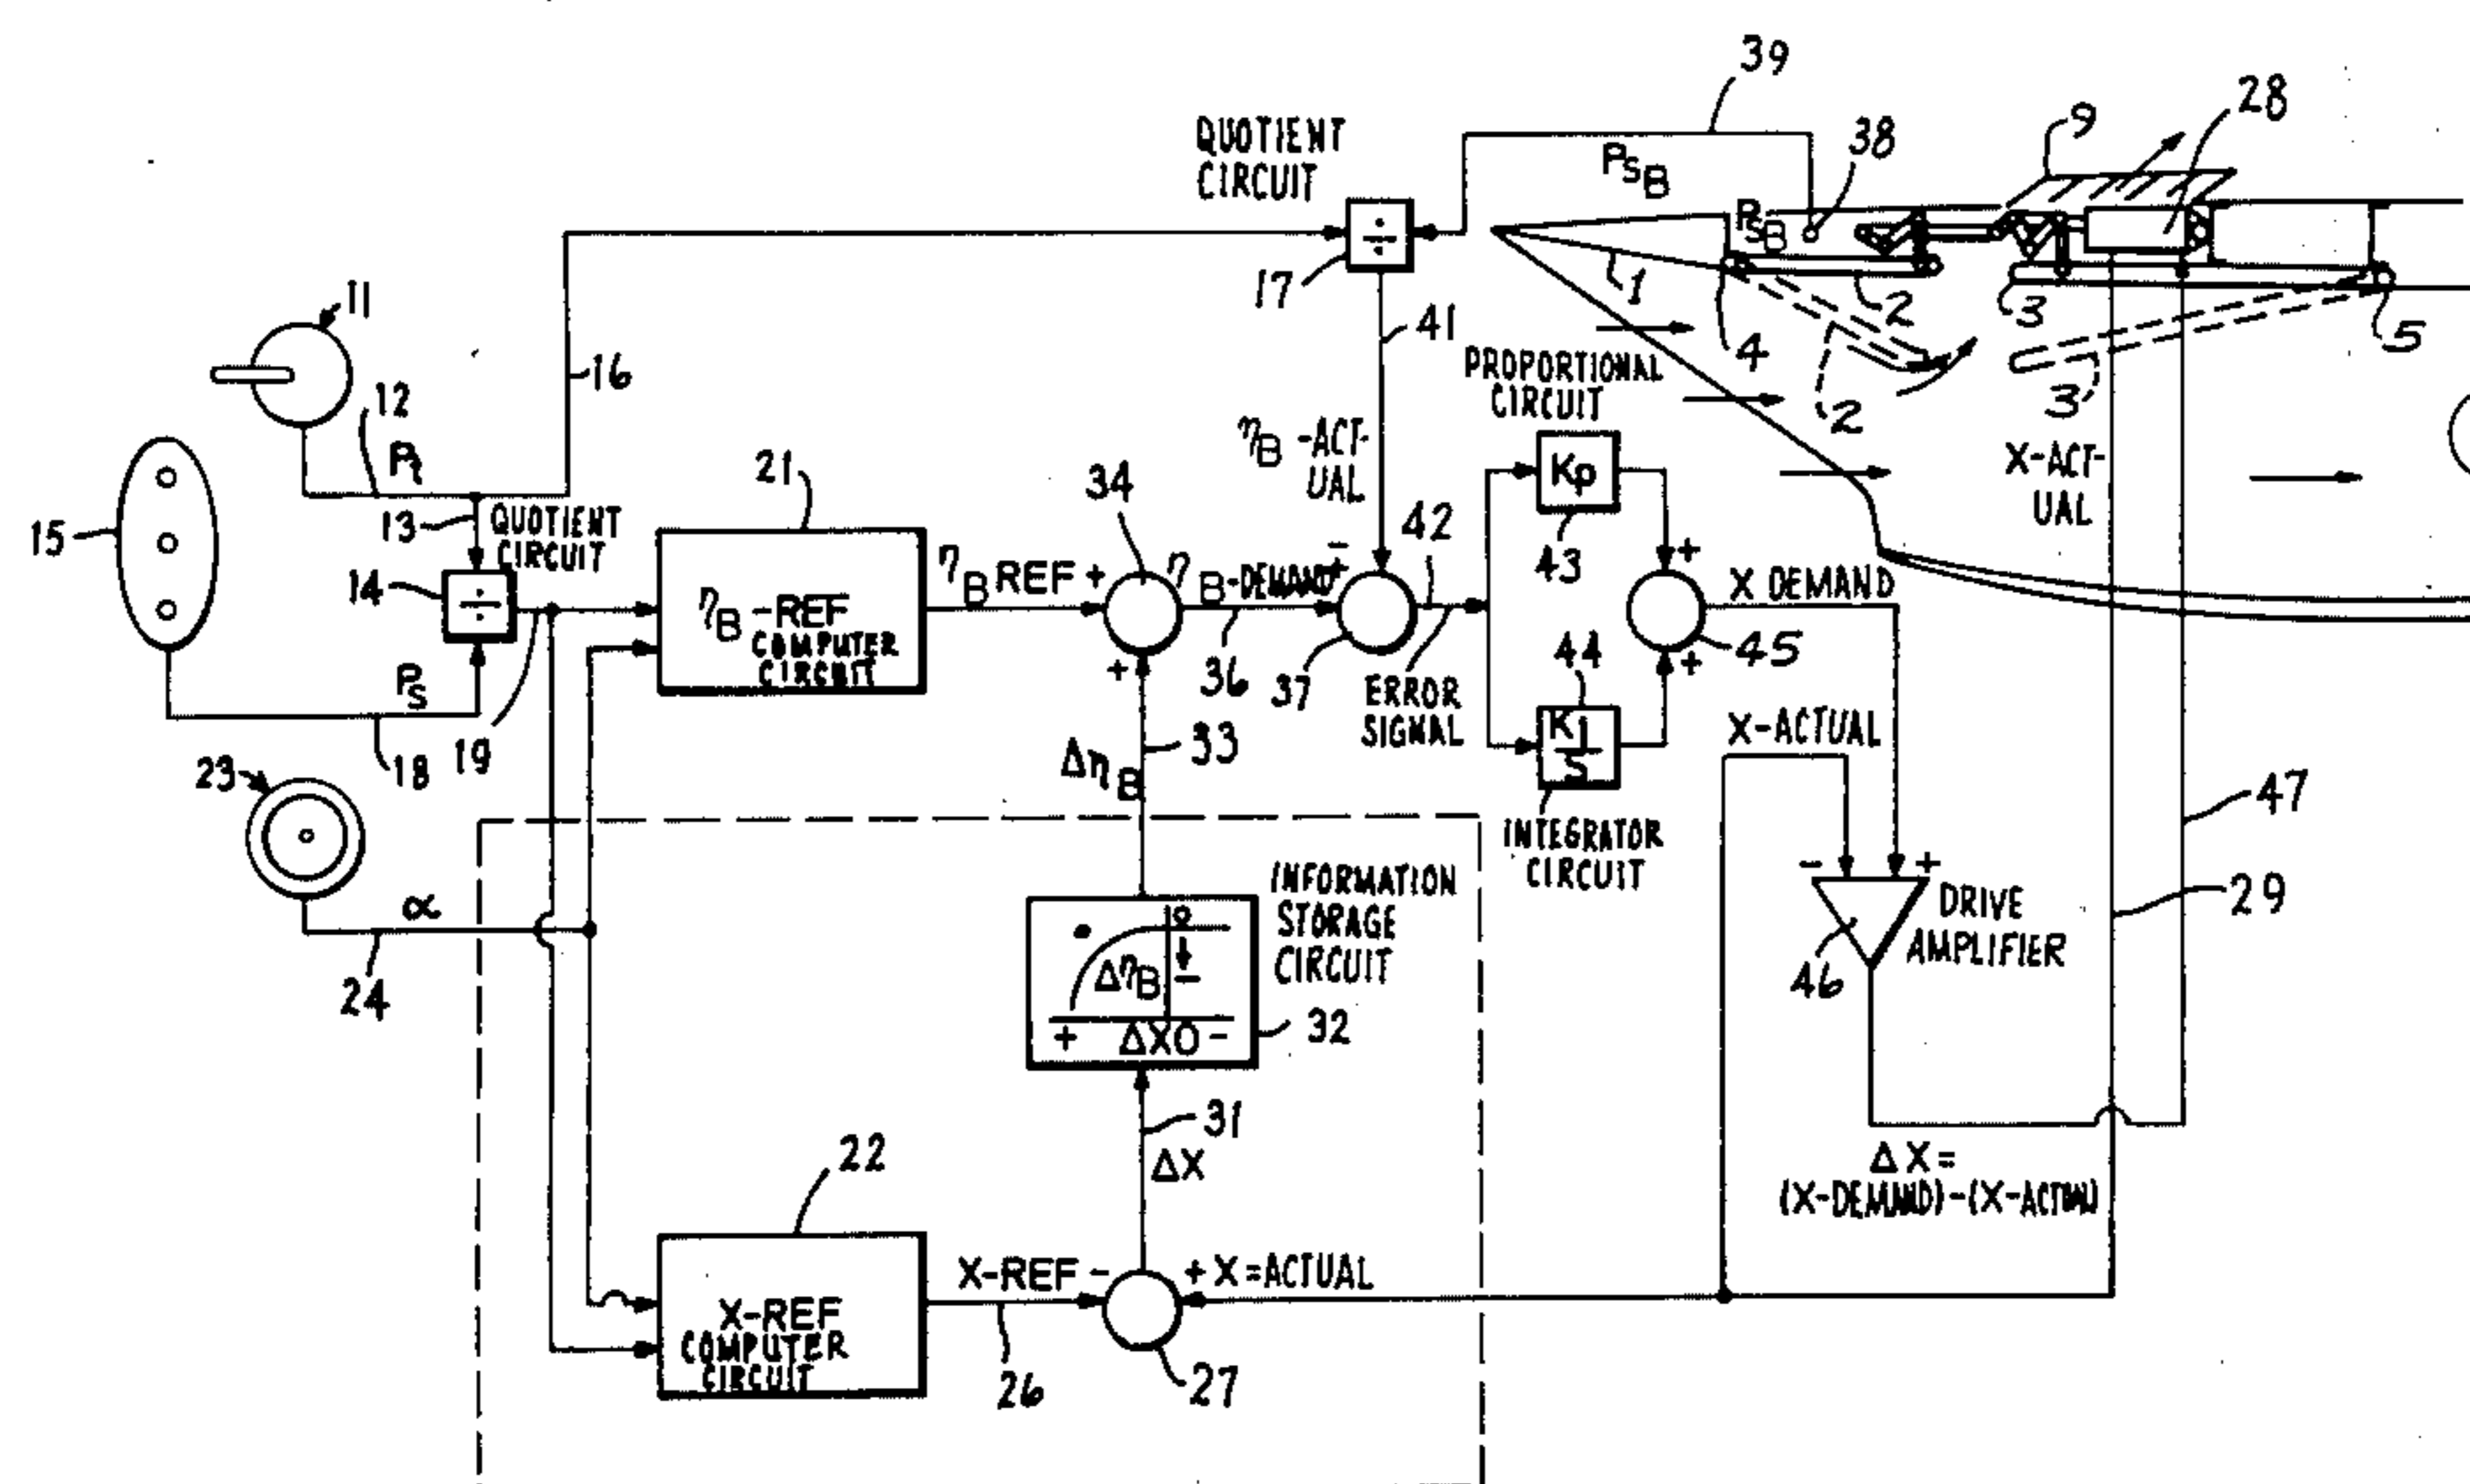 39
28
9
38
QUOTIENT
CIRCUIT
PSB
PSB
17
1
2
3
4
5
11
41
16
PROPORTIONAL
CIRCUIT
2
3
12
Pt
ηB -ACT-
UAL
X-ACT-
UAL
21
34
Kp
42
15
13
QUOTIENT
CIRCUIT
43
14
ηB REF +
ηB-DEMAND
+
-
+
X DEMAND
ηB -REF
COMPUTER
CIRCUIT
44
45
+
+
36
37
ERROR
SIGNAL
PS
18
19
33
ΔηB
K 1
S
X-ACTUAL
23
47
INTEGRATOR
CIRCUIT
- +
α
INFORMATION
STORAGE
CIRCUIT
29
DRIVE
AMPLIFIER
24
0
ΔηB
-
46
+ ΔX0 -
32
31
22
ΔX
ΔX=
(X-DEMAND)-(X-ACTUAL)
X-REF - + X=ACTUAL
X-REF
COMPUTER
CIRCUIT
26
27